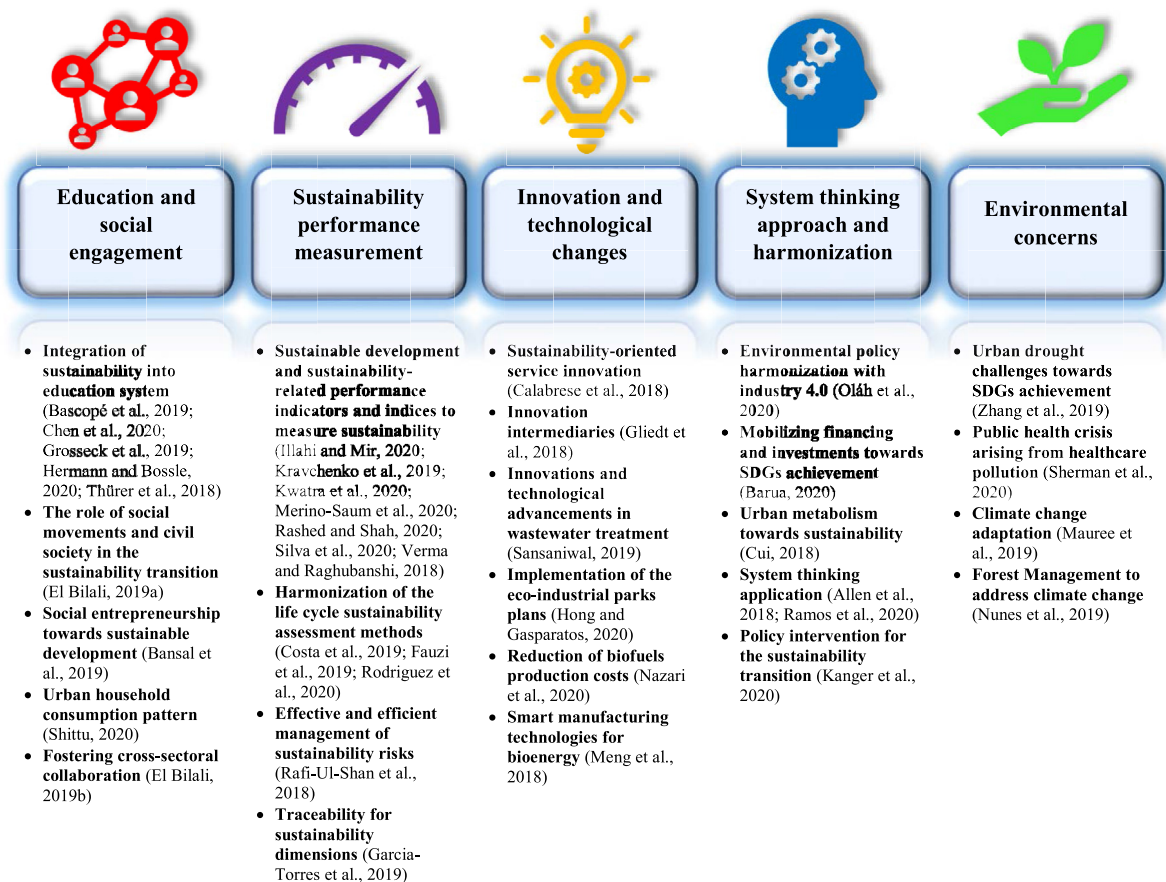 Education and
social
engagement
Sustainability
performance
measurement
Innovation and
technological
changes
System thinking
approach and
harmonization
Environmental
concerns
• Integration of
sustainability into
education system
(Bascopé et al., 2019;
Chen et al., 2020;
Grosseck et al., 2019;
Hermann and Bossle,
2020; Thürer et al., 2018)
• The role of social
movements and civil
society in the
sustainability transition
(El Bilali, 2019a)
• Social entrepreneurship
towards sustainable
development (Bansal et
al., 2019)
• Urban household
consumption pattern
(Shittu, 2020)
• Fostering cross-sectoral
collaboration (El Bilali,
2019b)
• Sustainable development
and sustainability-
related performance
indicators and indices to
measure sustainability
(Illahi and Mir, 2020;
Kravchenko et al., 2019;
Kwatra et al., 2020;
Merino-Saum et al., 2020;
Rashed and Shah, 2020;
Silva et al., 2020; Verma
and Raghubanshi, 2018)
• Harmonization of the
life cycle sustainability
assessment methods
(Costa et al., 2019; Fauzi
et al., 2019; Rodriguez et
al., 2020)
• Effective and efficient
management of
sustainability risks
(Rafi-Ul-Shan et al.,
2018)
• Traceability for
sustainability
dimensions (Garcia-
Torres et al., 2019)
• Sustainability-oriented
service innovation
(Calabrese et al., 2018)
• Innovation
intermediaries (Gliedt et
al., 2018)
• Innovations and
technological
advancements in
wastewater treatment
(Sansaniwal, 2019)
• Implementation of the
eco-industrial parks
plans (Hong and
Gasparatos, 2020)
• Reduction of biofuels
production costs (Nazari
et al., 2020)
• Smart manufacturing
technologies for
bioenergy (Meng et al.,
2018)
• Environmental policy
harmonization with
industry 4.0 (Oláh et al.,
2020)
• Mobilizing financing
and investments towards
SDGs achievement
(Barua, 2020)
• Urban metabolism
towards sustainability
(Cui, 2018)
• System thinking
application (Allen et al.,
2018; Ramos et al., 2020)
• Policy intervention for
the sustainability
transition (Kanger et al.,
2020)
• Urban drought
challenges towards
SDGs achievement
(Zhang et al., 2019)
• Public health crisis
arising from healthcare
pollution (Sherman et al.,
2020)
• Climate change
adaptation (Mauree et
al., 2019)
• Forest Management to
address climate change
(Nunes et al., 2019)